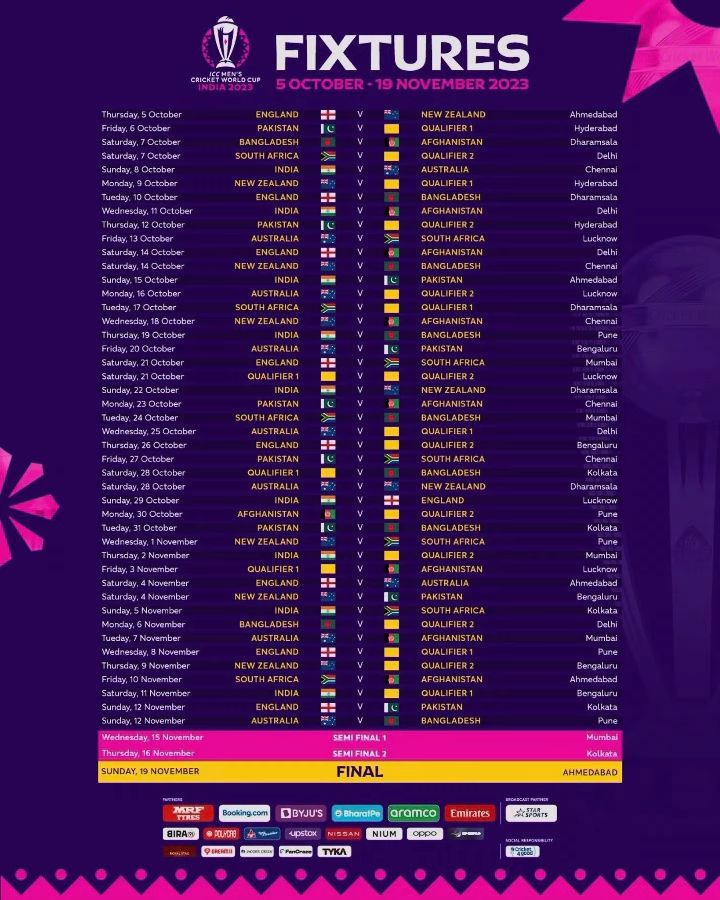 ICC MEN'S
CRICKET WORLD CUP
INDIA 2023
FIXTURES
5 OCTOBER - 19 NOVEMBER 2023
Thursday, 5 October ENGLAND V NEW ZEALAND Ahmedabad
Friday, 6 October PAKISTAN V QUALIFIER 1 Hyderabad
Saturday, 7 October BANGLADESH V AFGHANISTAN Dharamsala
Saturday, 7 October SOUTH AFRICA V QUALIFIER 2 Delhi
Sunday, 8 October INDIA V AUSTRALIA Chennai
Monday, 9 October NEW ZEALAND V QUALIFIER 1 Hyderabad
Tueday, 10 October ENGLAND V BANGLADESH Dharamsala
Wednesday, 11 October INDIA V AFGHANISTAN Delhi
Thursday, 12 October PAKISTAN V QUALIFIER 2 Hyderabad
Friday, 13 October AUSTRALIA V SOUTH AFRICA Lucknow
Saturday, 14 October ENGLAND V AFGHANISTAN Delhi
Saturday, 14 October NEW ZEALAND V BANGLADESH Chennai
Sunday, 15 October INDIA V PAKISTAN Ahmedabad
Monday, 16 October AUSTRALIA V QUALIFIER 2 Lucknow
Tueday, 17 October SOUTH AFRICA V QUALIFIER 1 Dharamsala
Wednesday, 18 October NEW ZEALAND V AFGHANISTAN Chennai
Thursday, 19 October INDIA V BANGLADESH Pune
Friday, 20 October AUSTRALIA V PAKISTAN Bengaluru
Saturday, 21 October ENGLAND V SOUTH AFRICA Mumbai
Saturday, 21 October QUALIFIER 1 V QUALIFIER 2 Lucknow
Sunday, 22 October INDIA V NEW ZEALAND Dharamsala
Monday, 23 October PAKISTAN V AFGHANISTAN Chennai
Tueday, 24 October SOUTH AFRICA V BANGLADESH Mumbai
Wednesday, 25 October AUSTRALIA V QUALIFIER 1 Delhi
Thursday, 26 October ENGLAND V QUALIFIER 2 Bengaluru
Friday, 27 October PAKISTAN V SOUTH AFRICA Chennai
Saturday, 28 October QUALIFIER 1 V BANGLADESH Kolkata
Saturday, 28 October AUSTRALIA V NEW ZEALAND Dharamsala
Sunday, 29 October INDIA V ENGLAND Lucknow
Monday, 30 October AFGHANISTAN V QUALIFIER 2 Pune
Tueday, 31 October PAKISTAN V BANGLADESH Kolkata
Wednesday, 1 November NEW ZEALAND V SOUTH AFRICA Pune
Thursday, 2 November INDIA V QUALIFIER 2 Mumbai
Friday, 3 November QUALIFIER 1 V AFGHANISTAN Lucknow
Saturday, 4 November ENGLAND V AUSTRALIA Ahmedabad
Saturday, 4 November NEW ZEALAND V PAKISTAN Bengaluru
Sunday, 5 November INDIA V SOUTH AFRICA Kolkata
Monday, 6 November BANGLADESH V QUALIFIER 2 Delhi
Tueday, 7 November AUSTRALIA V AFGHANISTAN Mumbai
Wednesday, 8 November ENGLAND V QUALIFIER 1 Pune
Thursday, 9 November NEW ZEALAND V QUALIFIER 2 Bengaluru
Friday, 10 November SOUTH AFRICA V AFGHANISTAN Ahmedabad
Saturday, 11 November INDIA V QUALIFIER 1 Bengaluru
Sunday, 12 November ENGLAND V PAKISTAN Kolkata
Sunday, 12 November AUSTRALIA V BANGLADESH Pune
Wednesday, 15 November SEMI FINAL 1 Mumbai
Thursday, 16 November SEMI FINAL 2 Kolkata
SUNDAY, 19 NOVEMBER FINAL AHMEDABAD
PARTNERS BROADCAST PARTNER
MRF TYRES Booking.com BYJU'S BharatPe aramco Emirates STAR SPORTS
BIRA91 POLYCAB upstox NISSAN NIUM oppo
SOCIAL RESPONSIBILITY
DREAM11 JACOB'S CREEK FanCraze TYKA Cricket 4 GOOD